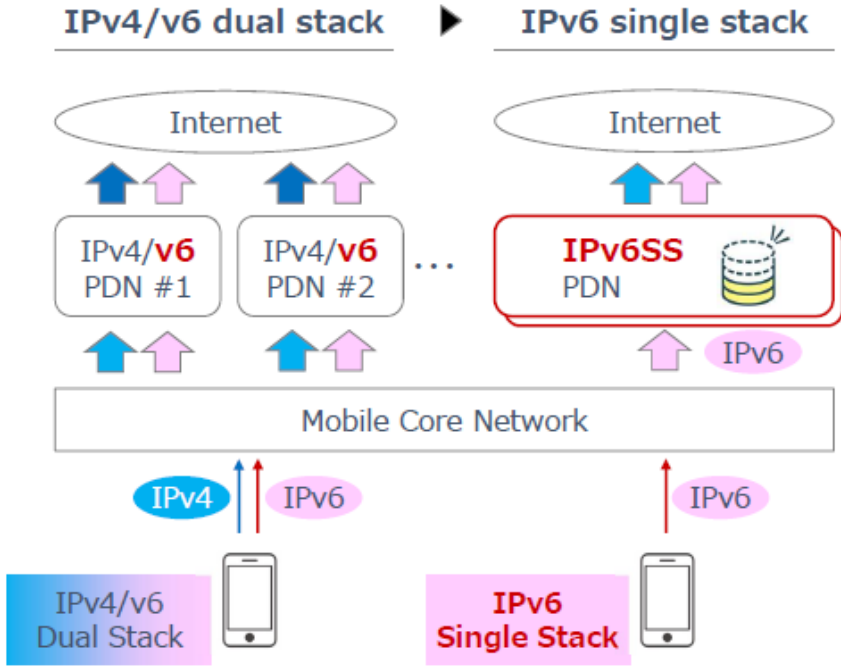 IPv4/v6 dual stack
IPv6 single stack
Internet
Internet
IPv4/v6
PDN #1
IPv4/v6
PDN #2
...
IPv6SS
PDN
IPv6
Mobile Core Network
IPv4
IPv6
IPv6
IPv4/v6
Dual Stack
IPv6
Single Stack